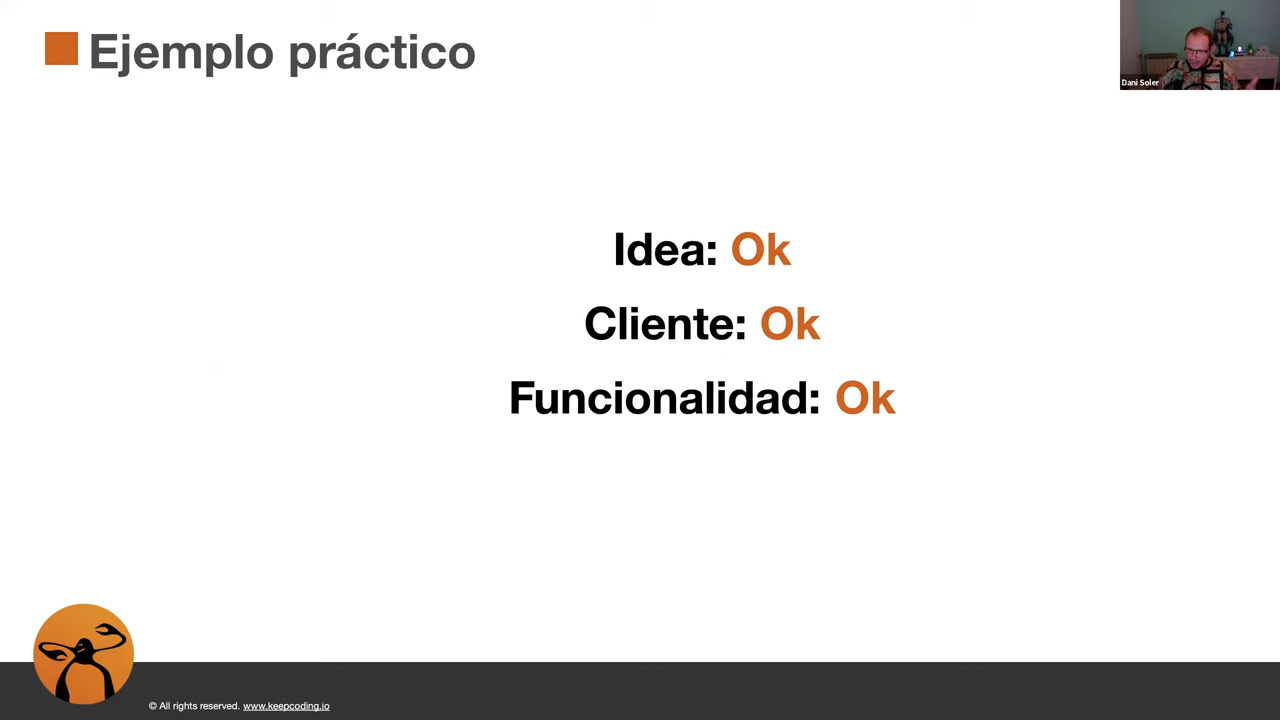 Ejemplo práctico
Dani Soler
Idea: Ok
Cliente: Ok
Funcionalidad: Ok
© All rights reserved. www.keepcoding.io